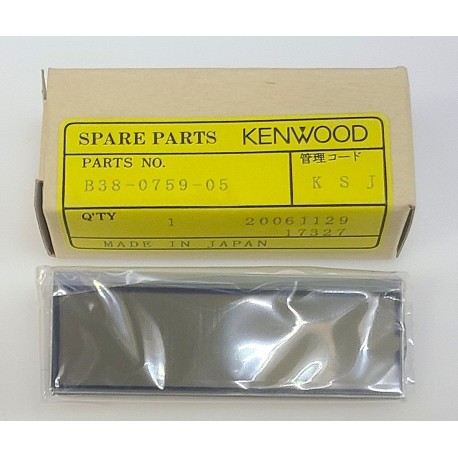 SPARE PARTS KENWOOD
PARTS NO. 管理コード
B38-0759-05 K S J
Q'TY 1 20061129
17327
MADE IN JAPAN